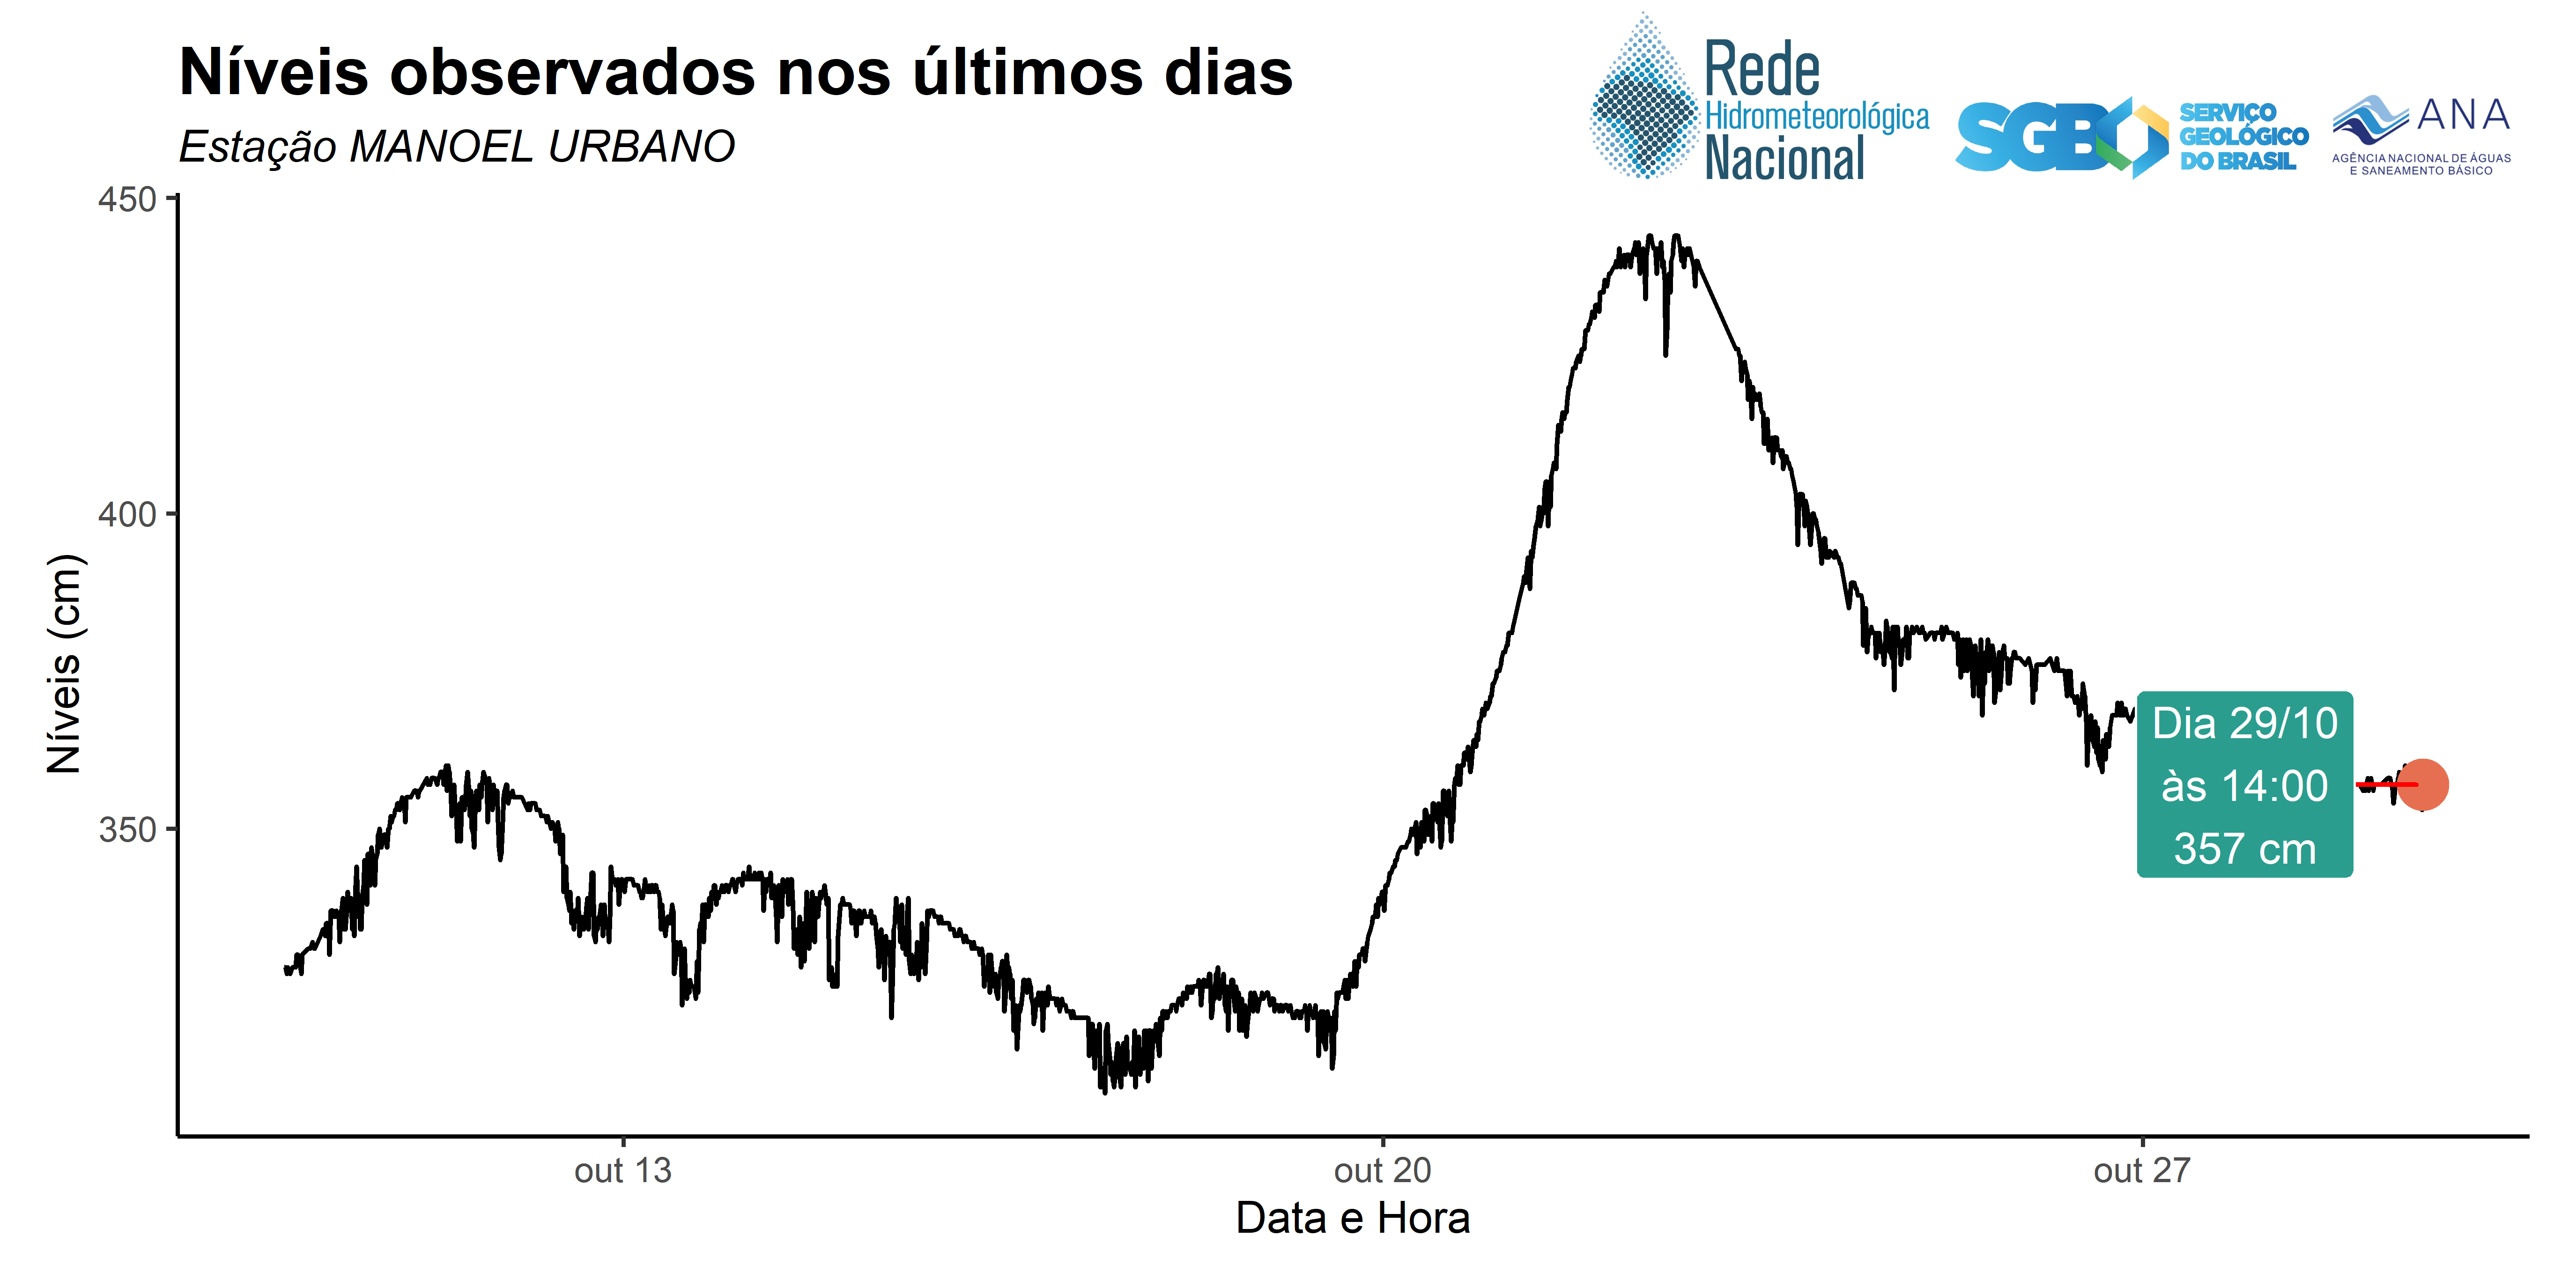 Níveis observados nos últimos dias
Estação MANOEL URBANO
Rede
Hidrometeorológica
Nacional
SGB
SERVIÇO
GEOLÓGICO
DO BRASIL
ANA
AGÊNCIA NACIONAL DE ÁGUAS
E SANEAMENTO BÁSICO
450
400
350
Níveis (cm)
Dia 29/10
às 14:00
357 cm
out 13
out 20
out 27
Data e Hora